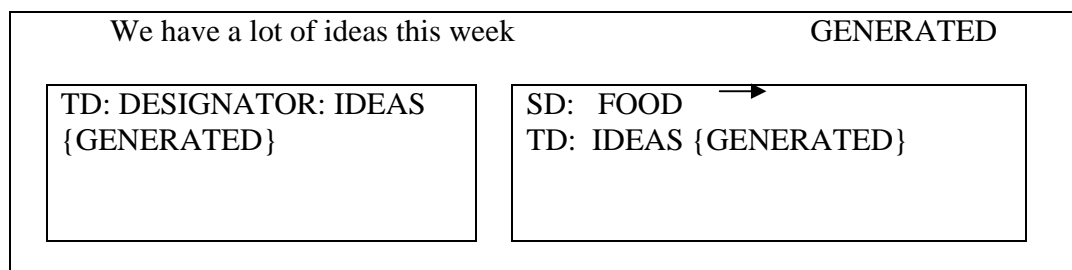 We have a lot of ideas this week GENERATED
TD: DESIGNATOR: IDEAS
{GENERATED}
SD: FOOD
TD: IDEAS {GENERATED}